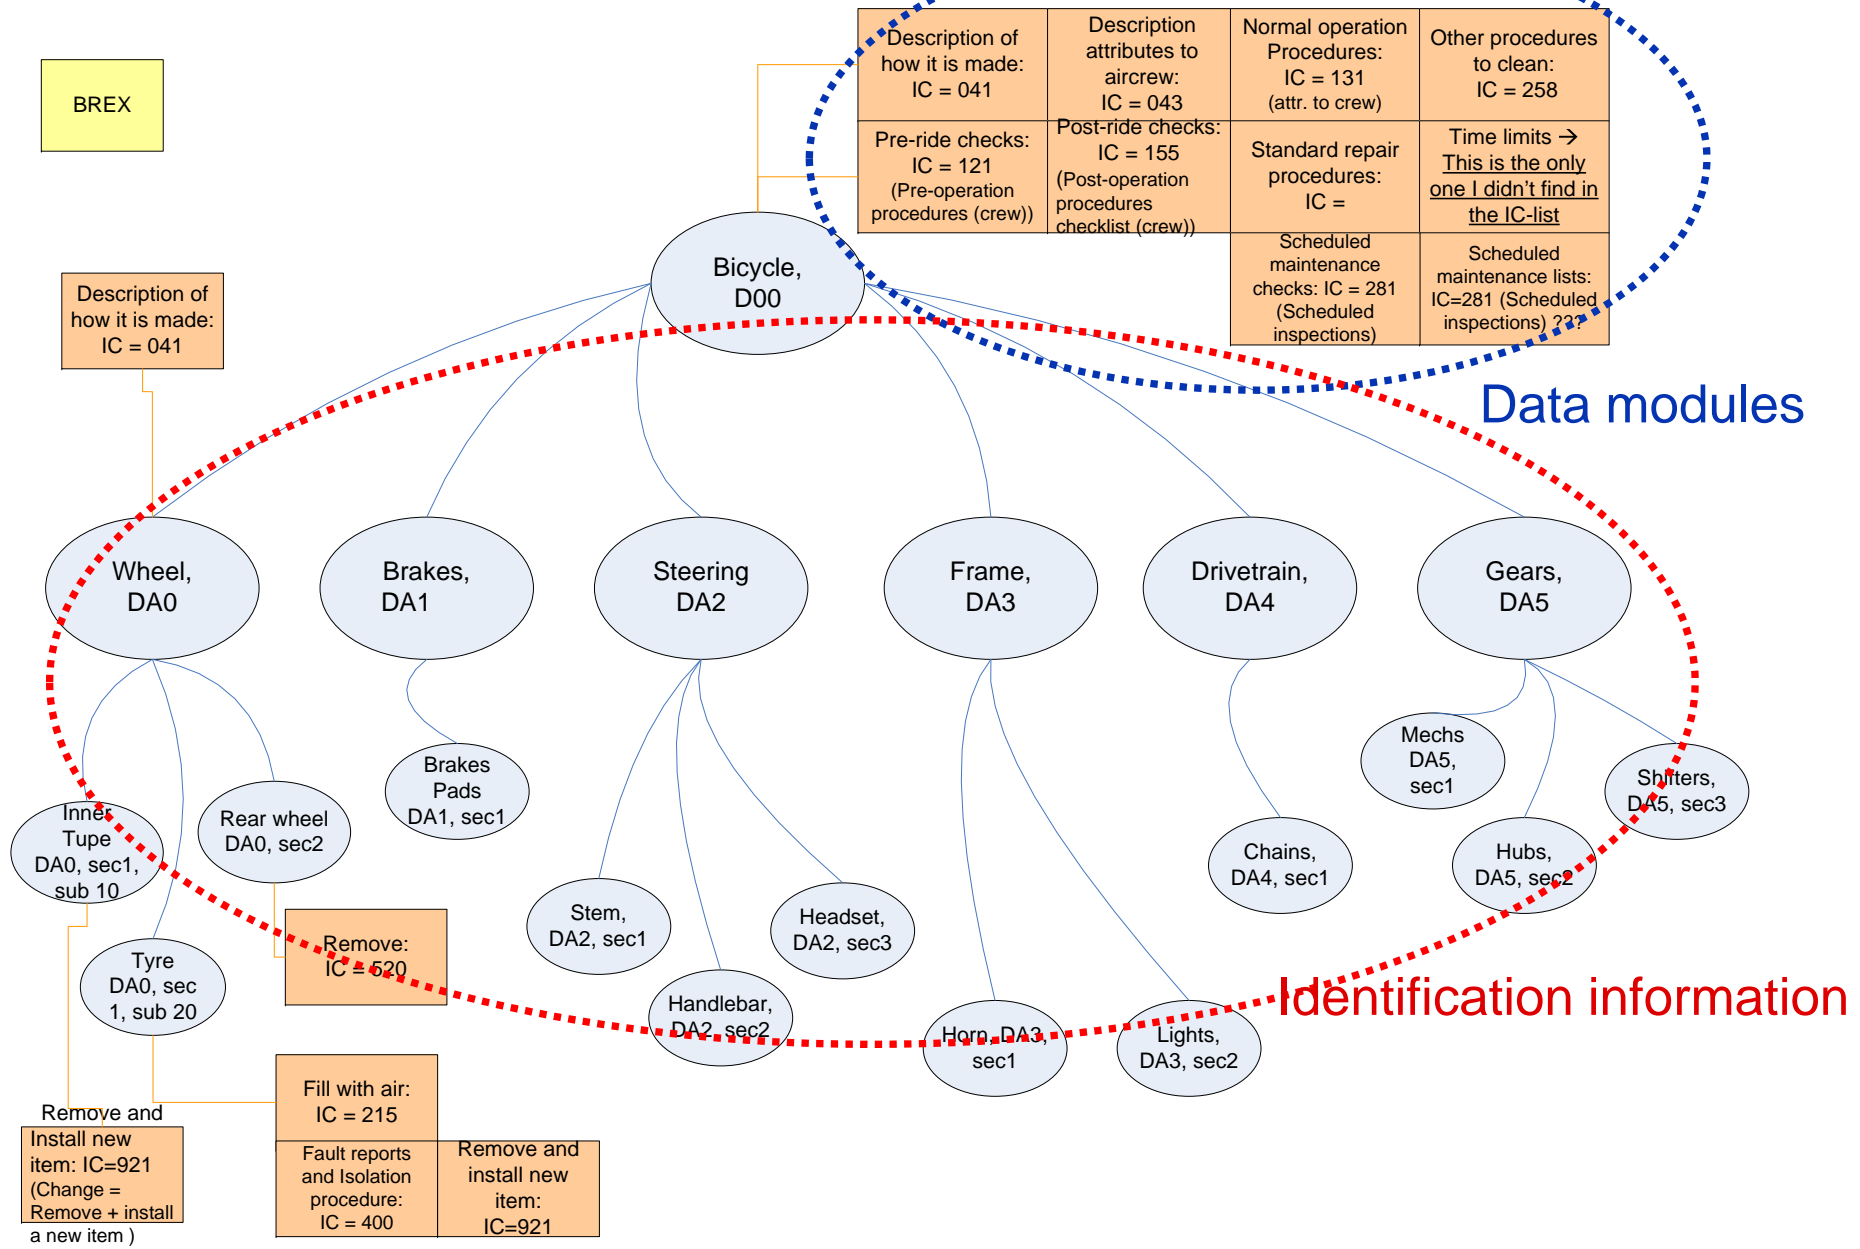 BREX
Description of
how it is made:
IC = 041
Description
attributes to
aircrew:
IC = 043
Normal operation
Procedures:
IC = 131
(attr. to crew)
Other procedures
to clean:
IC = 258
Pre-ride checks:
IC = 121
(Pre-operation
procedures (crew))
Post-ride checks:
IC = 155
(Post-operation
procedures
checklist (crew))
Standard repair
procedures:
IC =
Time limits →
This is the only
one I didn't find in
the IC-list
Scheduled
maintenance
checks: IC = 281
(Scheduled
inspections)
Scheduled
maintenance lists:
IC=281 (Scheduled
inspections) ???
Data modules
Bicycle,
D00
Description of
how it is made:
IC = 041
Wheel,
DA0
Brakes,
DA1
Steering
DA2
Frame,
DA3
Drivetrain,
DA4
Gears,
DA5
Inner
Tupe
DA0, sec1,
sub 10
Rear wheel
DA0, sec2
Brakes
Pads
DA1, sec1
Mechs
DA5,
sec1
Shifters,
DA5, sec3
Hubs,
DA5, sec2
Chains,
DA4, sec1
Stem,
DA2, sec1
Headset,
DA2, sec3
Handlebar,
DA2, sec2
Tyre
DA0, sec
1, sub 20
Remove:
IC = 520
Horn, DA3,
sec1
Lights,
DA3, sec2
Identification information
Fill with air:
IC = 215
Fault reports
and Isolation
procedure:
IC = 400
Remove and
install new
item:
IC=921
Remove and
Install new
item: IC=921
(Change =
Remove + install
a new item )